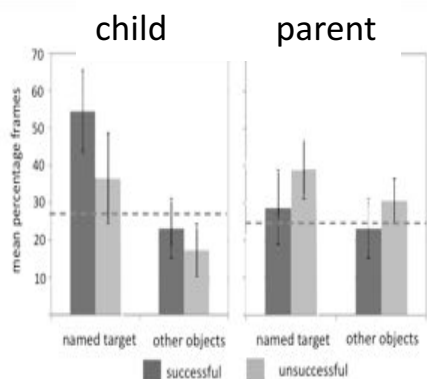 child parent
mean percentage frames
70
60
50
40
30
20
10
named target other objects named target other objects
successful unsuccessful